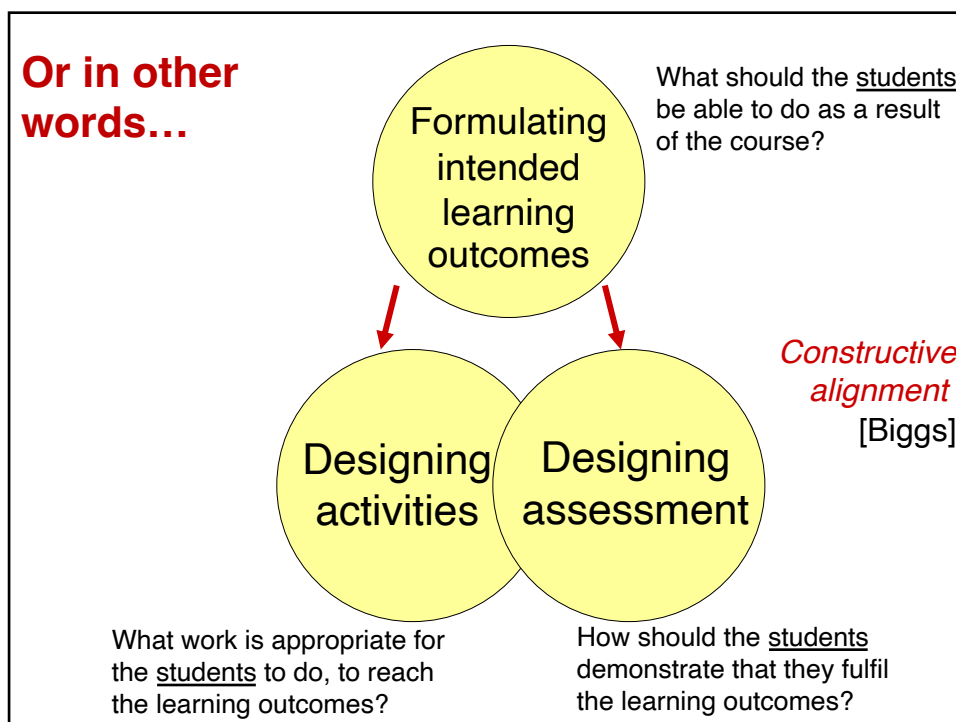 Or in other
words…
What should the students
be able to do as a result
of the course?
Formulating
intended
learning
outcomes
Constructive
alignment
[Biggs]
Designing
activities
Designing
assessment
What work is appropriate for
the students to do, to reach
the learning outcomes?
How should the students
demonstrate that they fulfil
the learning outcomes?